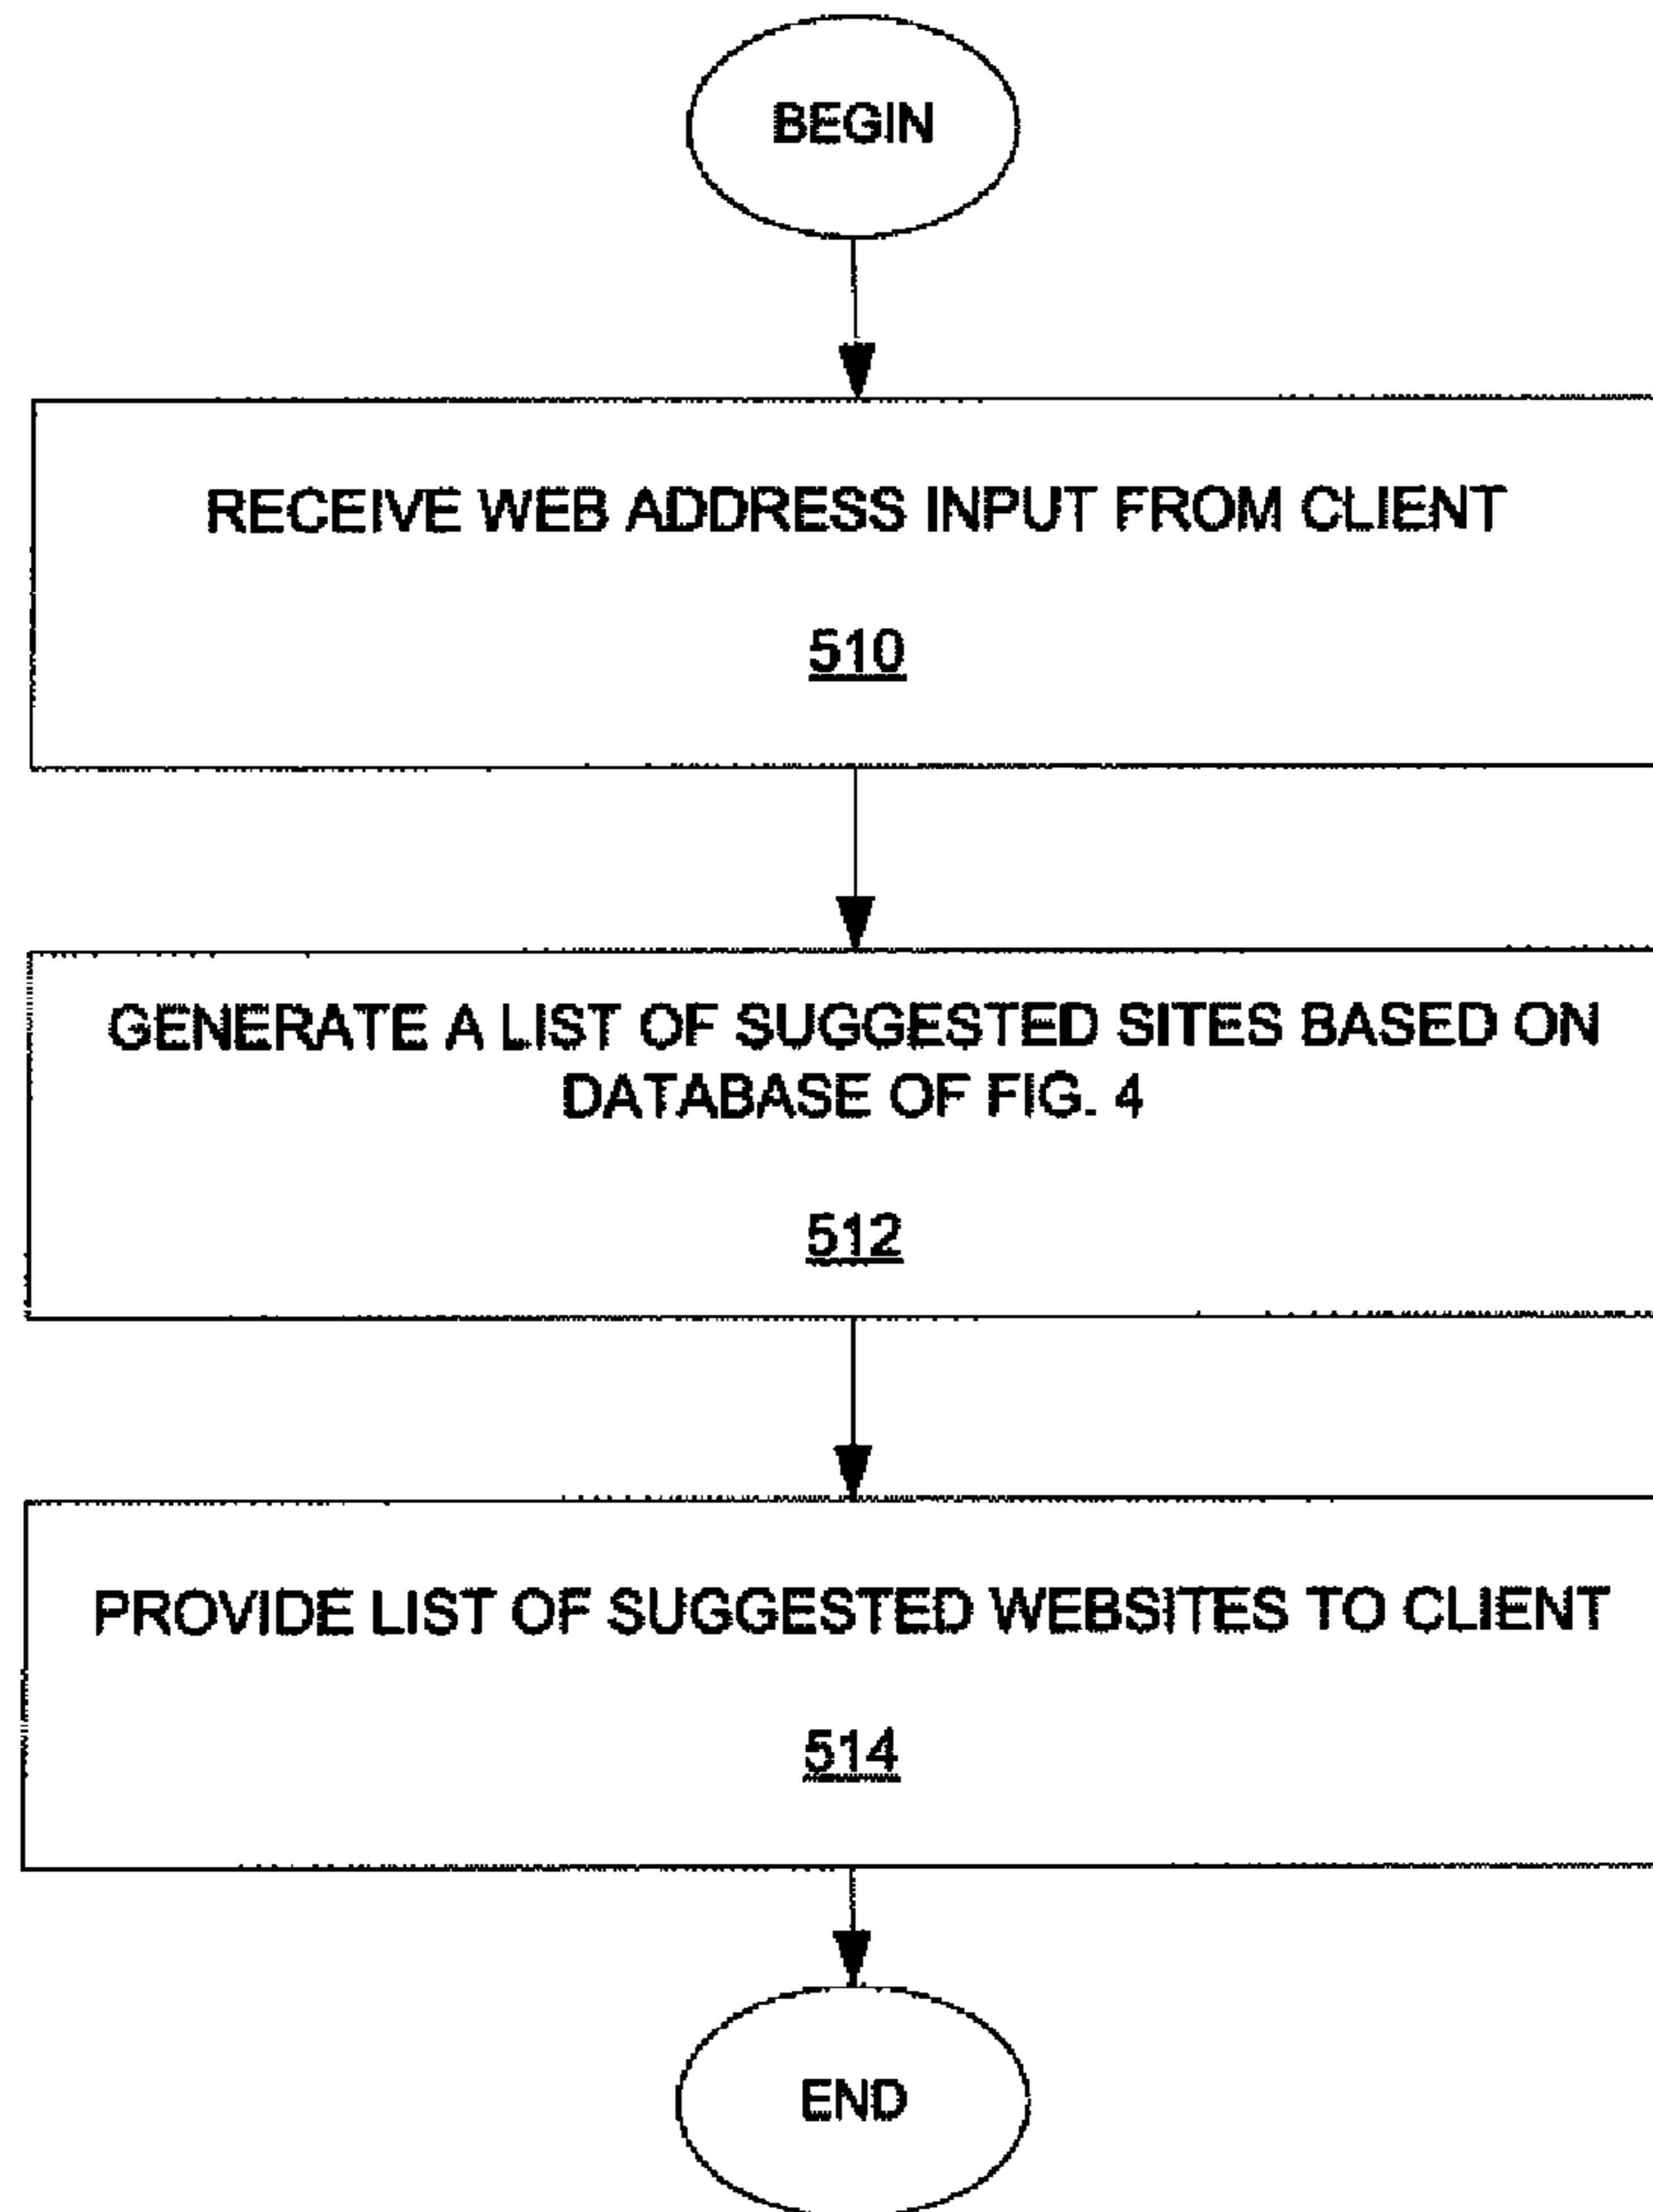 BEGIN
RECEIVE WEB ADDRESS INPUT FROM CLIENT
510
GENERATE A LIST OF SUGGESTED SITES BASED ON
DATABASE OF FIG. 4
512
PROVIDE LIST OF SUGGESTED WEBSITES TO CLIENT
514
END